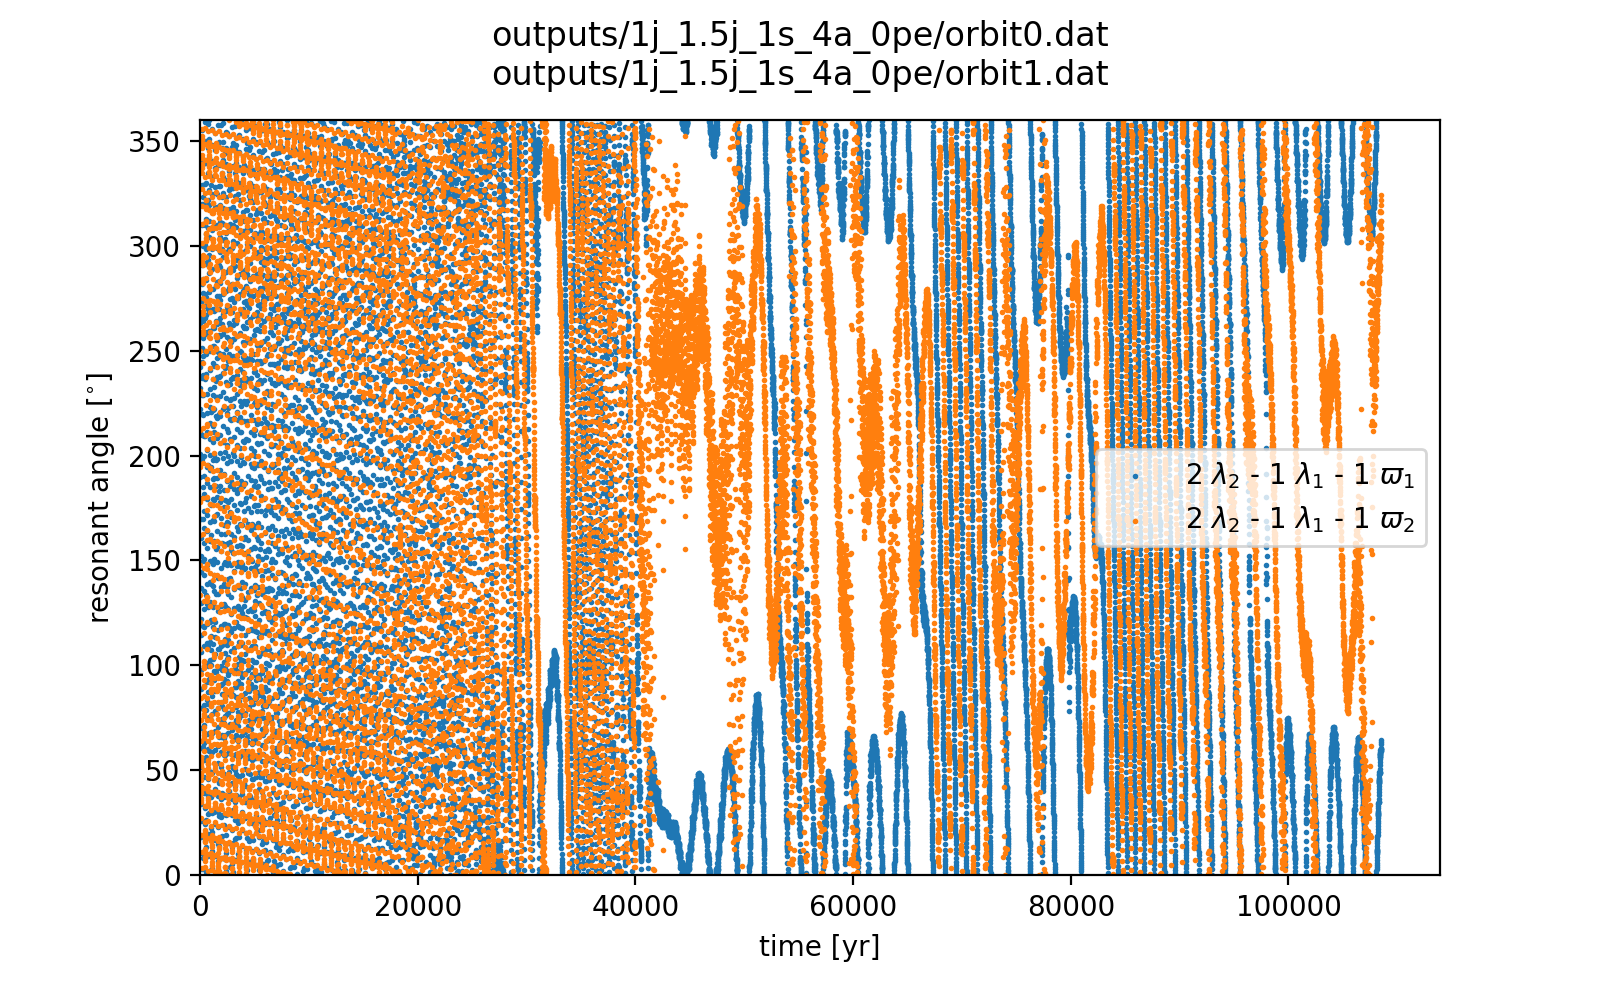 outputs/1j_1.5j_1s_4a_0pe/orbit0.dat
outputs/1j_1.5j_1s_4a_0pe/orbit1.dat
resonant angle [°]
350
300
250
200
150
100
50
0
2 λ₂ - 1 λ₁ - 1 ϖ₁
2 λ₂ - 1 λ₁ - 1 ϖ₂
0 20000 40000 60000 80000 100000
time [yr]